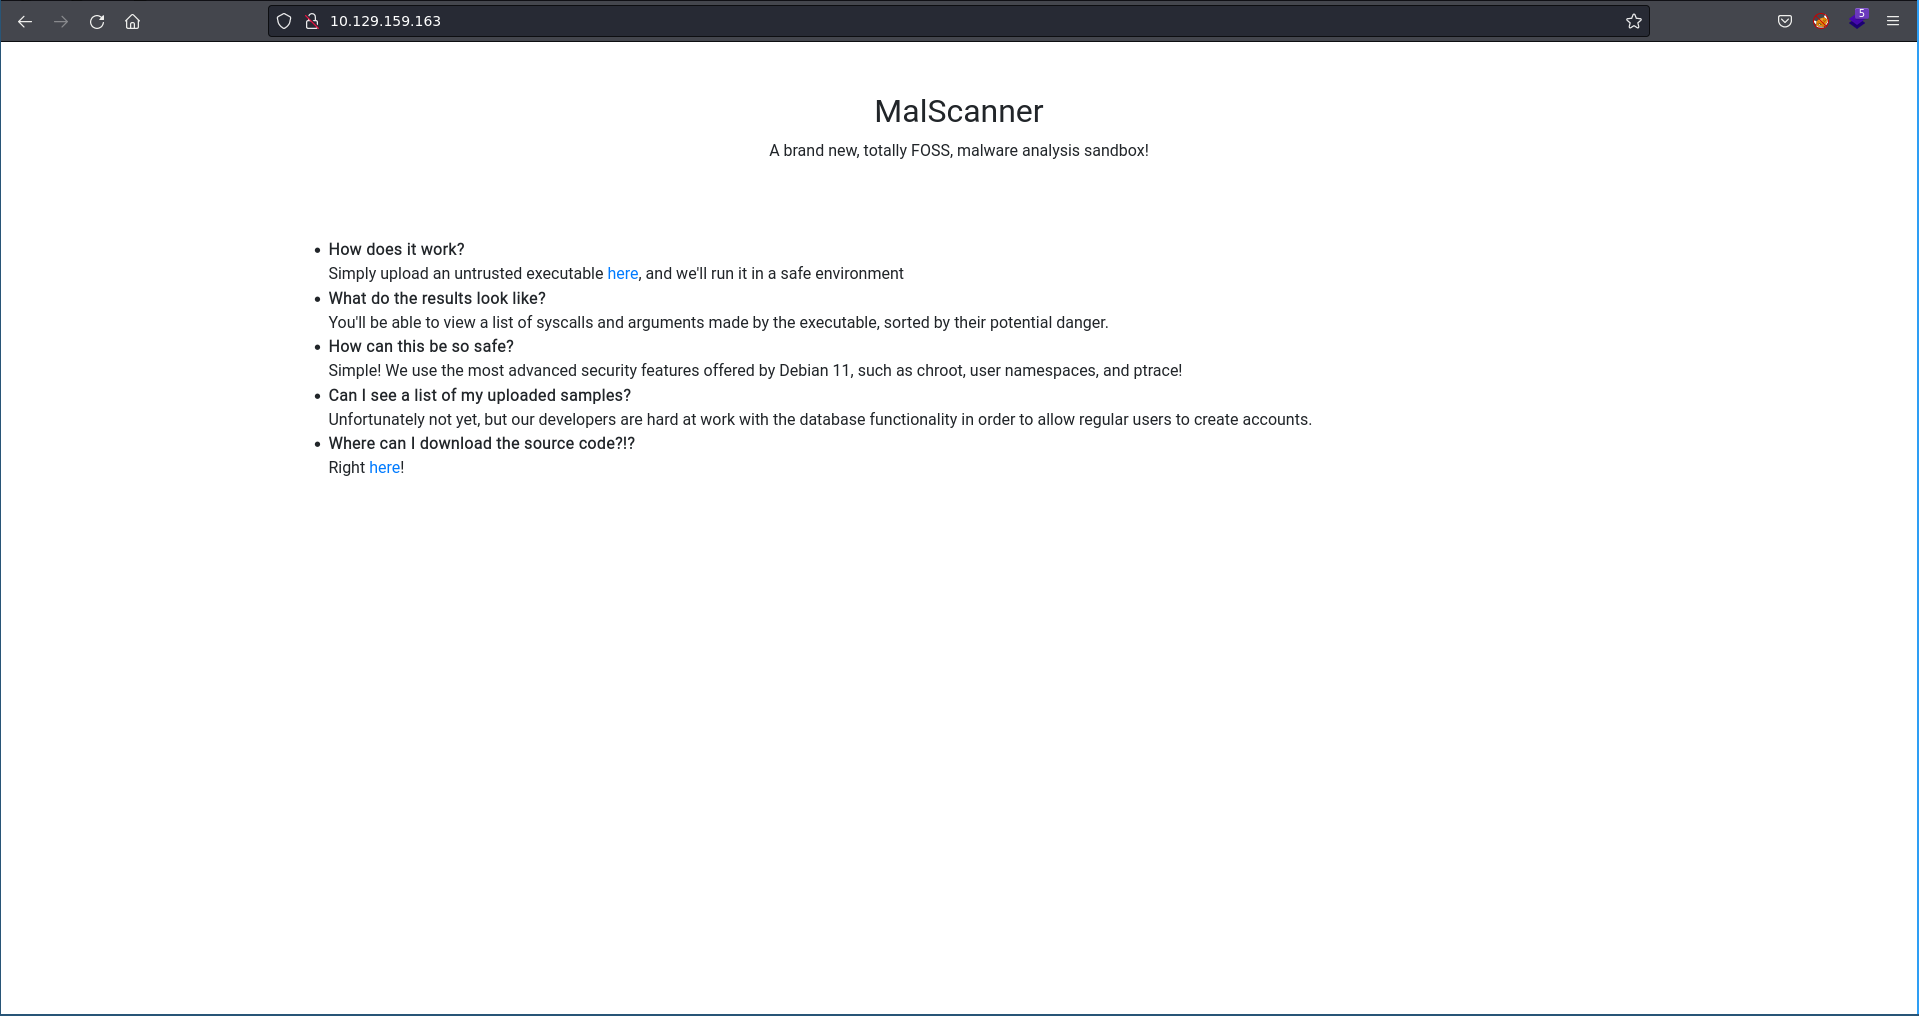 10.129.159.163
5
MalScanner
A brand new, totally FOSS, malware analysis sandbox!
How does it work?
Simply upload an untrusted executable here, and we'll run it in a safe environment
What do the results look like?
You'll be able to view a list of syscalls and arguments made by the executable, sorted by their potential danger.
How can this be so safe?
Simple! We use the most advanced security features offered by Debian 11, such as chroot, user namespaces, and ptrace!
Can I see a list of my uploaded samples?
Unfortunately not yet, but our developers are hard at work with the database functionality in order to allow regular users to create accounts.
Where can I download the source code?!?
Right here!